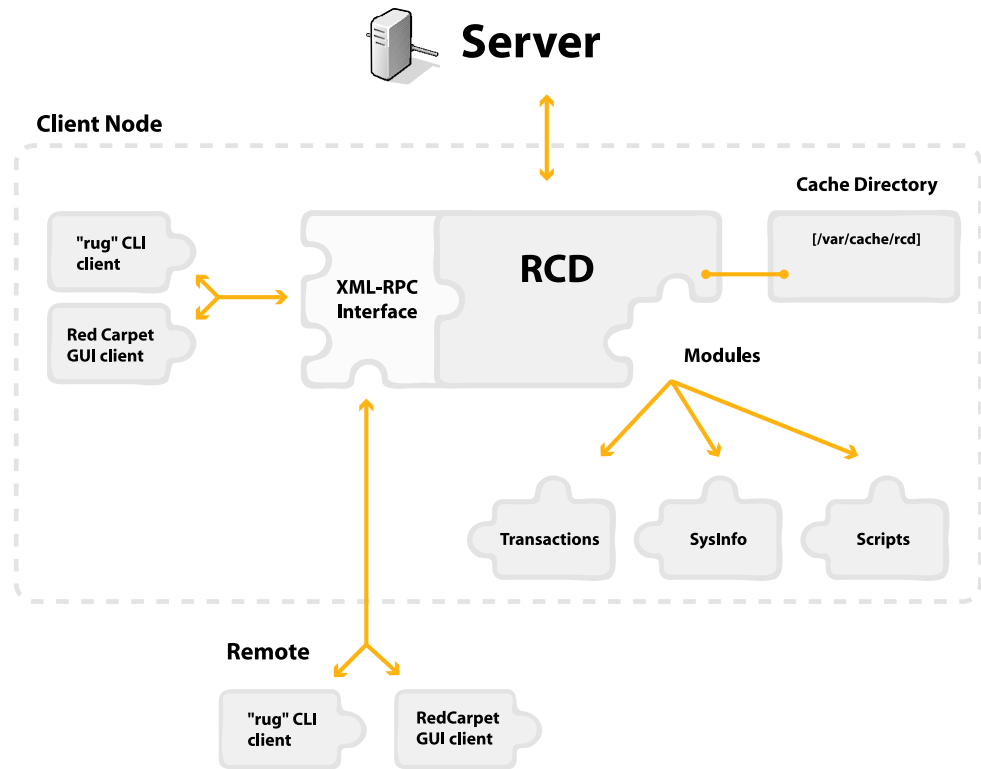 Server
Client Node
Cache Directory
"rug" CLI
client
[/var/cache/rcd]
XML-RPC
Interface
RCD
Red Carpet
GUI client
Modules
Transactions
SysInfo
Scripts
Remote
"rug" CLI
client
RedCarpet
GUI client